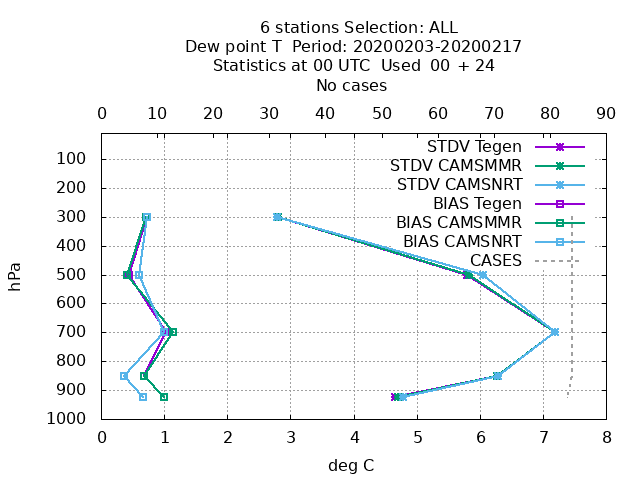 6 stations Selection: ALL
Dew point T  Period: 20200203-20200217
Statistics at 00 UTC  Used  00 + 24
No cases
0 10 20 30 40 50 60 70 80 90
STDV Tegen
STDV CAMSMMR
STDV CAMSNRT
BIAS Tegen
BIAS CAMSMMR
BIAS CAMSNRT
CASES
100
200
300
400
500
600
700
800
900
1000
hPa
0 1 2 3 4 5 6 7 8
deg C